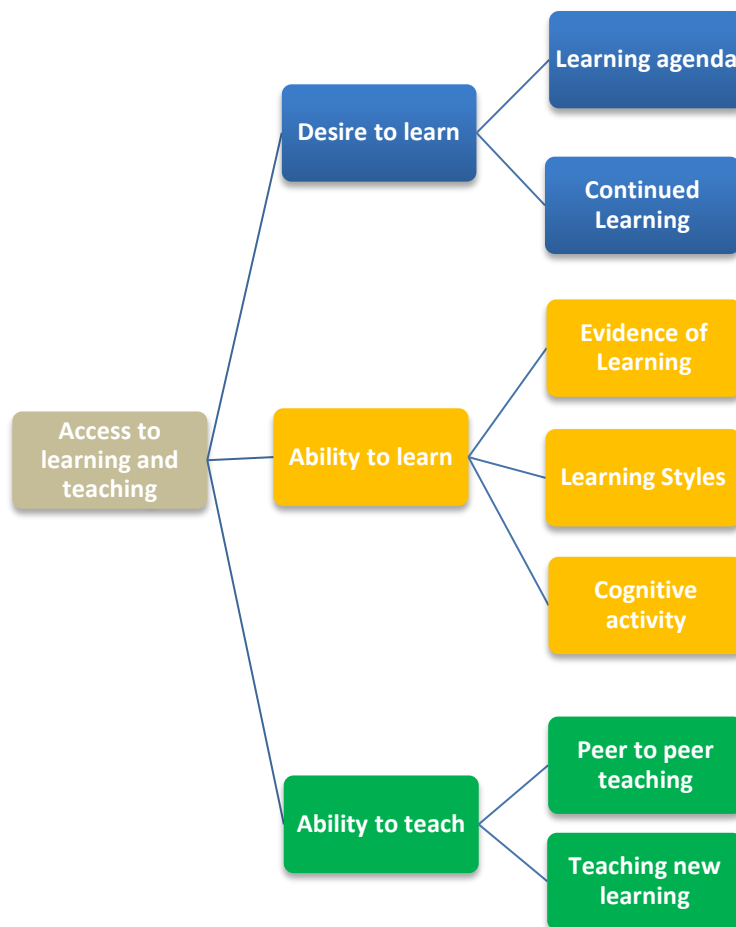 Learning agenda
Desire to learn
Continued
Learning
Evidence of
Learning
Access to
learning and
teaching
Ability to learn
Learning Styles
Cognitive
activity
Peer to peer
teaching
Ability to teach
Teaching new
learning